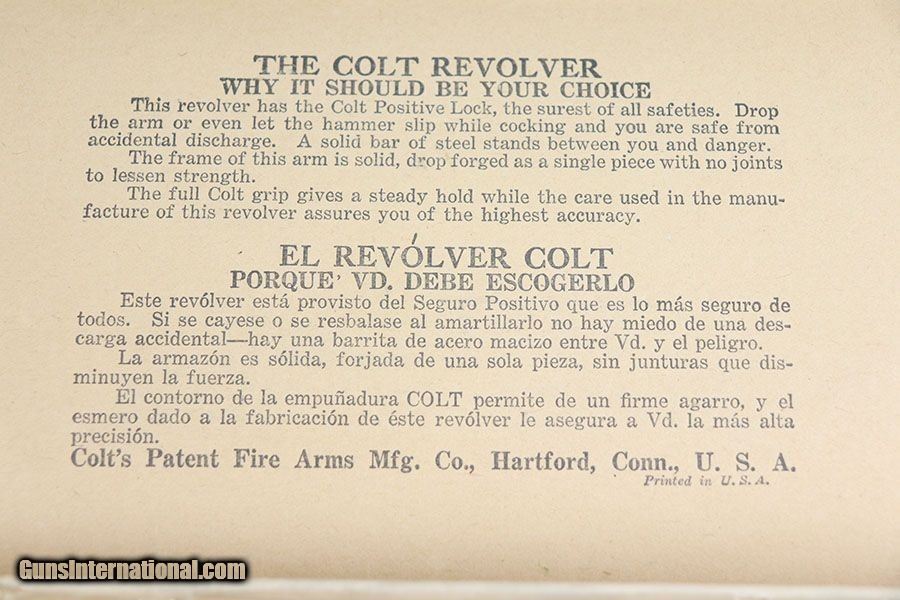 THE COLT REVOLVER
WHY IT SHOULD BE YOUR CHOICE
This revolver has the Colt Positive Lock, the surest of all safeties. Drop
the arm or even let the hammer slip while cocking and you are safe from
accidental discharge. A solid bar of steel stands between you and danger.
The frame of this arm is solid, drop forged as a single piece with no joints
to lessen strength.
The full Colt grip gives a steady hold while the care used in the manu-
facture of this revolver assures you of the highest accuracy.
EL REVÓLVER COLT
PORQUE' VD. DEBE ESCOGERLO
Este revólver está provisto del Seguro Positivo que es lo más seguro de
todos. Si se cayese o se resbalase al amartillarlo no hay miedo de una des-
carga accidental—hay una barrita de acero macizo entre Vd. y el peligro.
La armazón es sólida, forjada de una sola pieza, sin junturas que dis-
minuyen la fuerza.
El contorno de la empuñadura COLT permite de un firme agarro, y el
esmero dado a la fabricación de éste revólver le asegura a Vd. la más alta
precisión.
Colt's Patent Fire Arms Mfg. Co., Hartford, Conn., U. S. A.
Printed in U. S. A.
GunsInternational.com